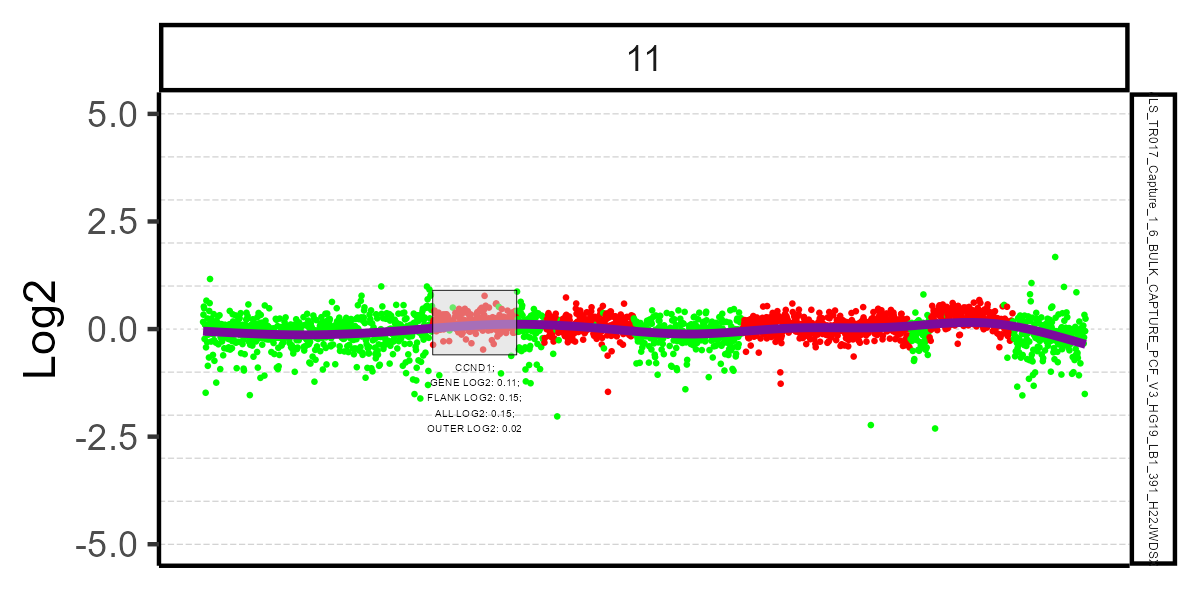 11
5.0
2.5
0.0
-2.5
-5.0
Log2
CCND1;
GENE LOG2: 0.11;
FLANK LOG2: 0.15;
ALL LOG2: 0.15;
OUTER LOG2: 0.02
LS_TR017_Capture_1_6_BULK_CAPTURE_PCF_V3_HG19_LB1_391_H22JWDS